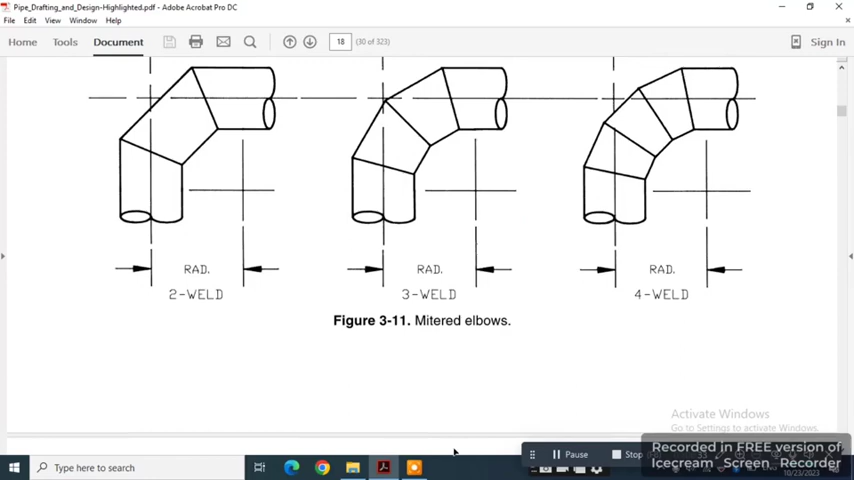 Pipe_Drafting_and_Design-Highlighted.pdf - Adobe Acrobat Pro DC
File Edit View Window Help
Home Tools Document 18 (30 of 323) Sign In
RAD. RAD. RAD.
2-WELD 3-WELD 4-WELD
Figure 3-11. Mitered elbows.
Activate Windows
Go to Settings to activate Windows.
Pause Stop
Recorded in FREE version of
Icecream Screen Recorder
Type here to search
10/23/2023